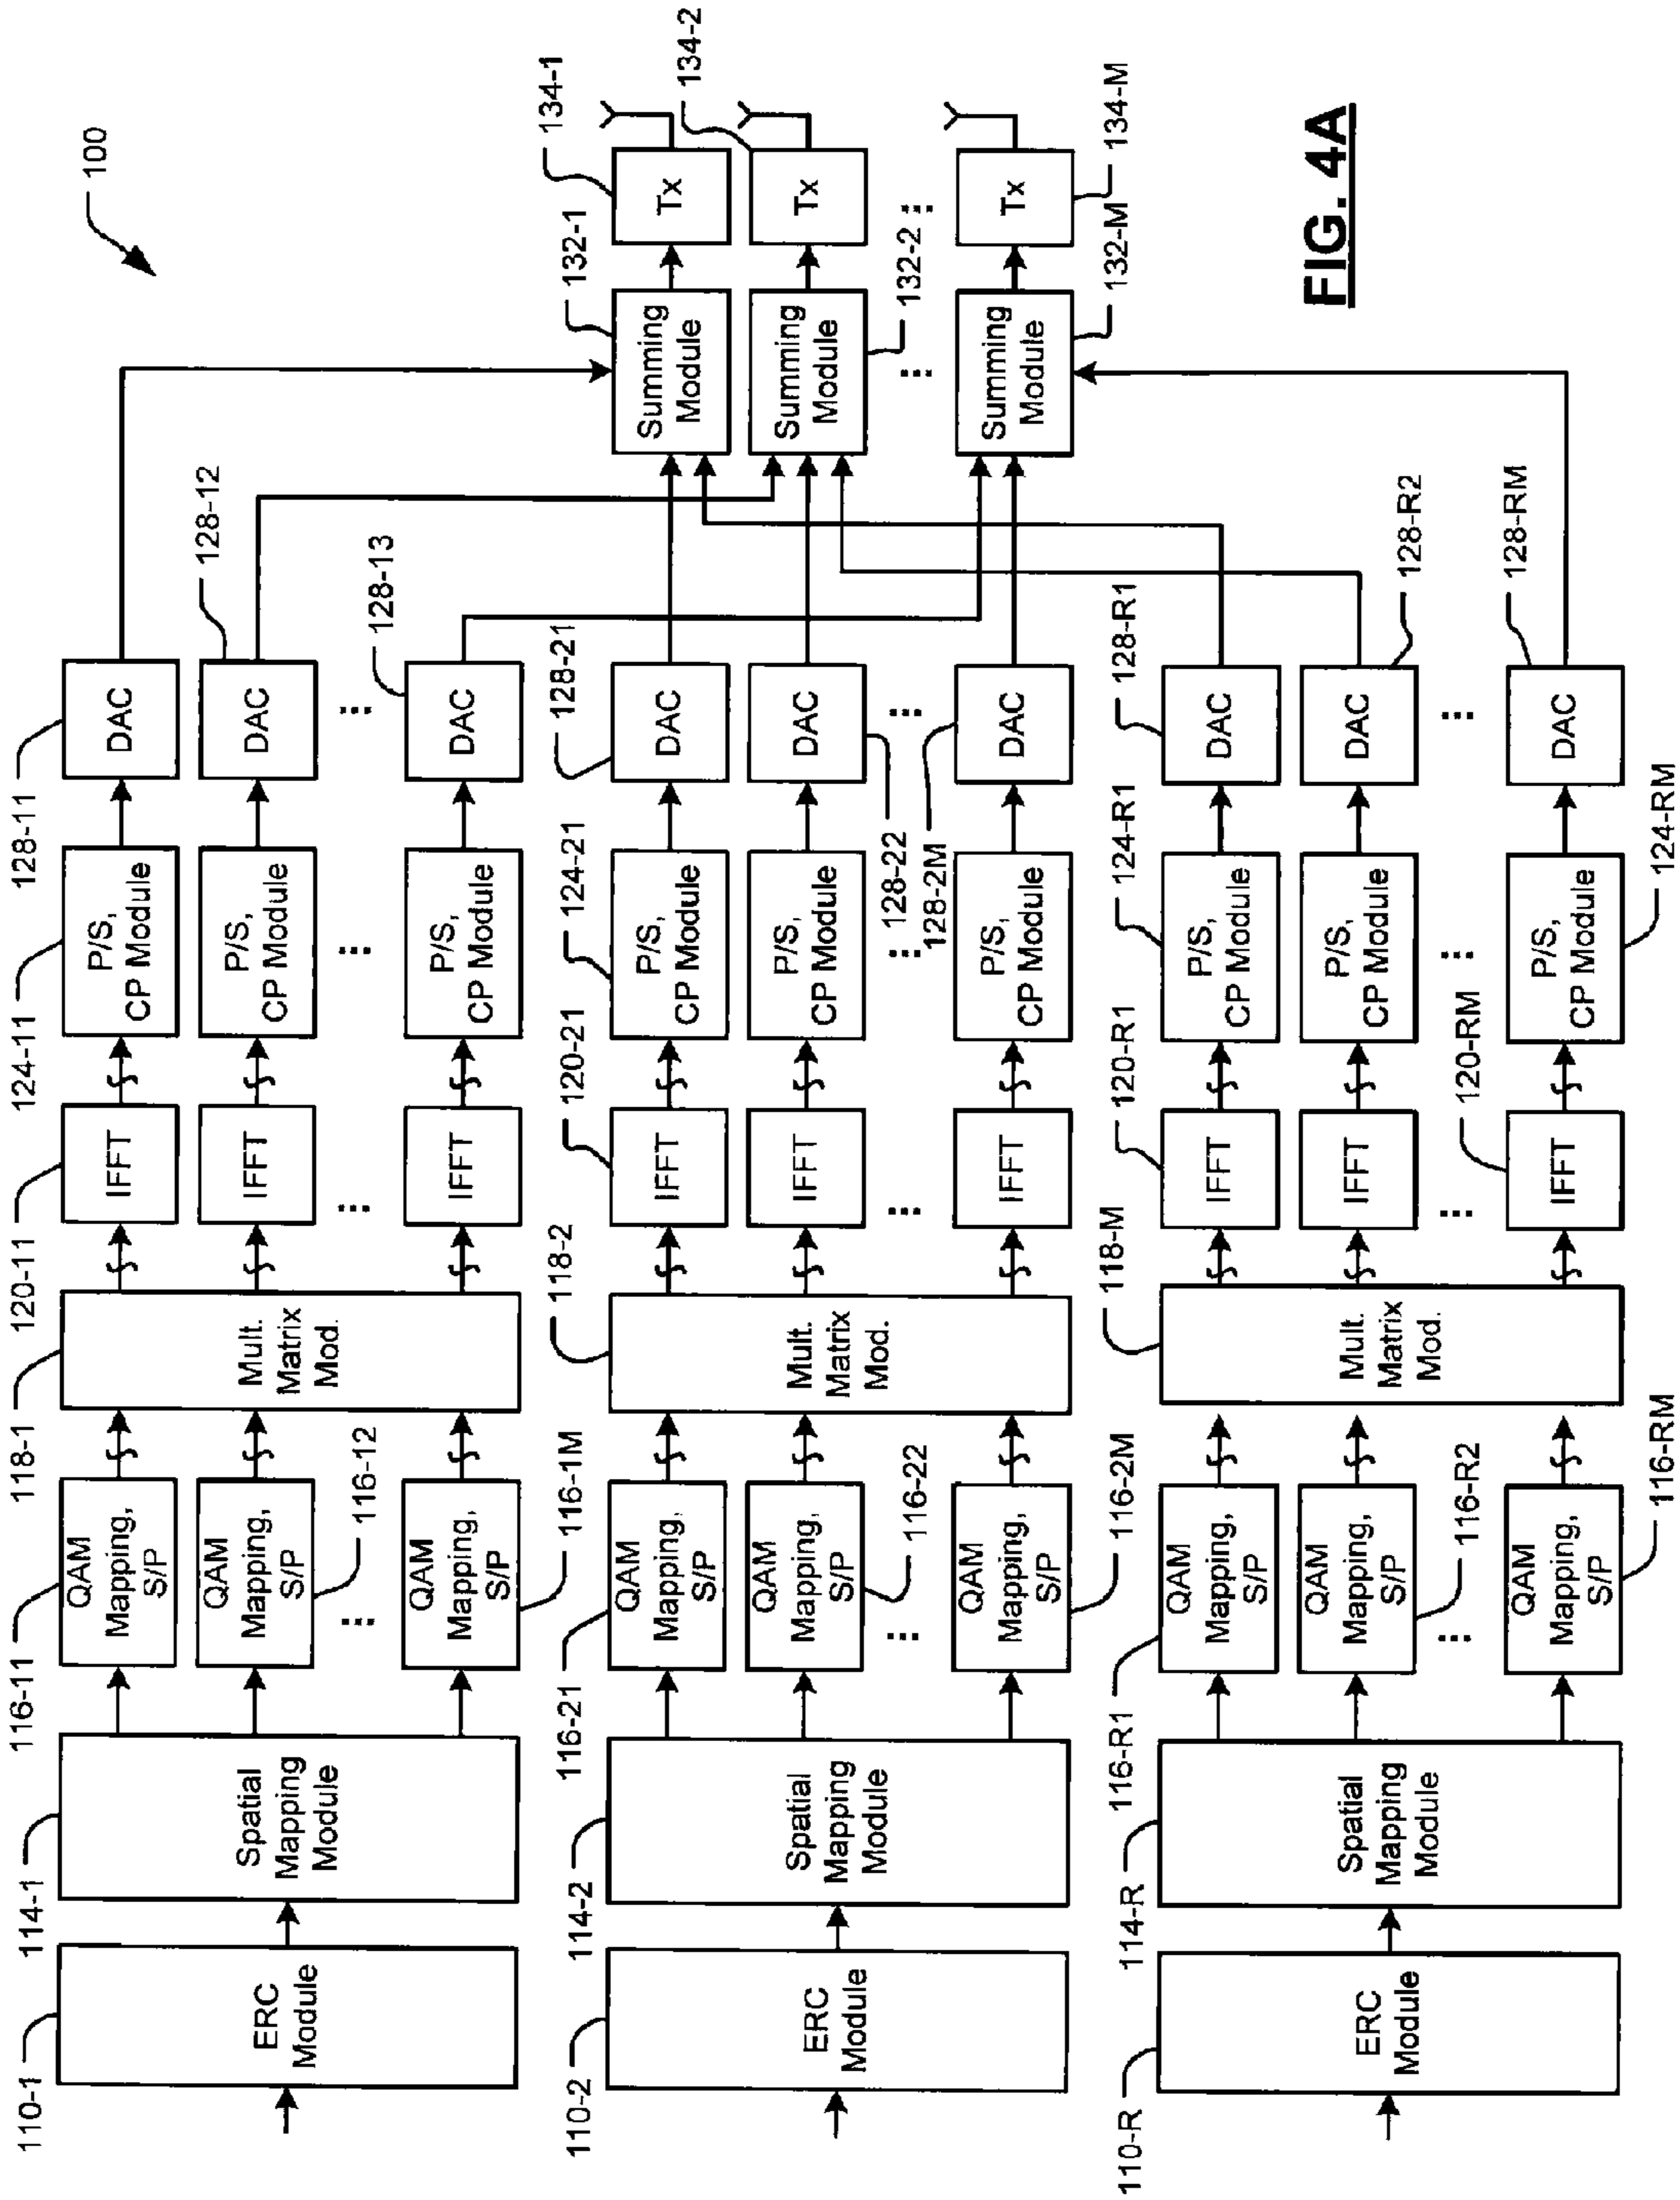 100
110-1
114-1
116-11
118-1
120-11
124-11
128-11
ERC
Module
Spatial
Mapping
Module
QAM
Mapping,
S/P
Mult.
Matrix
Mod.
IFFT
P/S,
CP Module
DAC
QAM
Mapping,
S/P
116-12
IFFT
P/S,
CP Module
DAC
128-12
...
...
...
...
QAM
Mapping,
S/P
116-1M
IFFT
P/S,
CP Module
DAC
128-13
110-2
114-2
116-21
118-2
120-21
124-21
128-21
ERC
Module
Spatial
Mapping
Module
QAM
Mapping,
S/P
Mult.
Matrix
Mod.
IFFT
P/S,
CP Module
DAC
QAM
Mapping,
S/P
116-22
IFFT
P/S,
CP Module
DAC
128-22
...
...
...
...
QAM
Mapping,
S/P
116-2M
IFFT
P/S,
CP Module
DAC
128-2M
110-R
114-R
116-R1
118-M
120-R1
124-R1
128-R1
ERC
Module
Spatial
Mapping
Module
QAM
Mapping,
S/P
Mult.
Matrix
Mod.
IFFT
P/S,
CP Module
DAC
QAM
Mapping,
S/P
116-R2
IFFT
P/S,
CP Module
DAC
128-R2
...
...
...
...
QAM
Mapping,
S/P
116-RM
IFFT
120-RM
P/S,
CP Module
124-RM
DAC
128-RM
132-1
134-1
Summing
Module
Tx
134-2
Summing
Module
Tx
132-2
...
...
Summing
Module
Tx
132-M
134-M
FIG. 4A